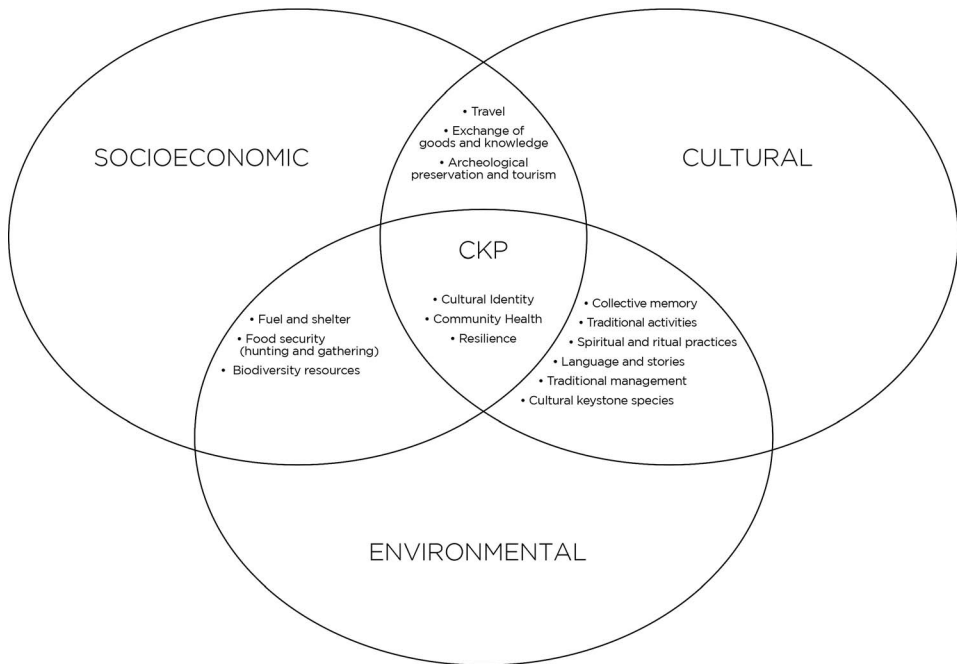 • Travel
• Exchange of
goods and knowledge
• Archeological
preservation and tourism
SOCIOECONOMIC
CULTURAL
CKP
• Cultural Identity
• Community Health
• Resilience
• Fuel and shelter
• Food security
(hunting and gathering)
• Biodiversity resources
• Collective memory
• Traditional activities
• Spiritual and ritual practices
• Language and stories
• Traditional management
• Cultural keystone species
ENVIRONMENTAL